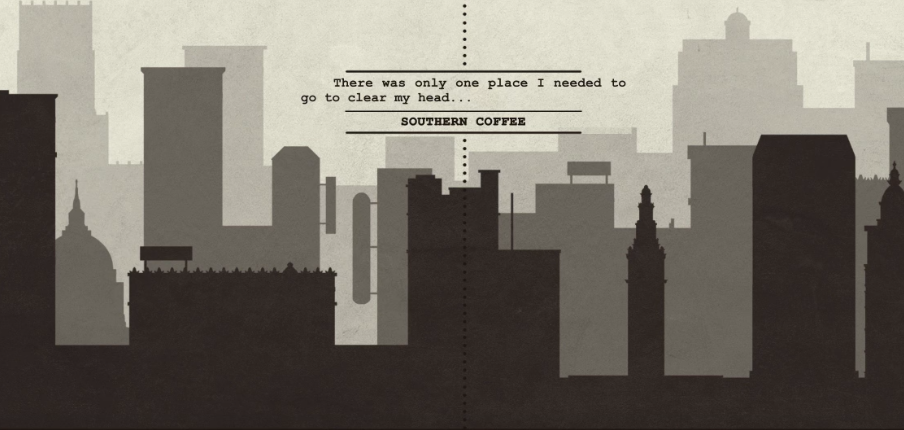 There was only one place I needed to
go to clear my head...
SOUTHERN COFFEE